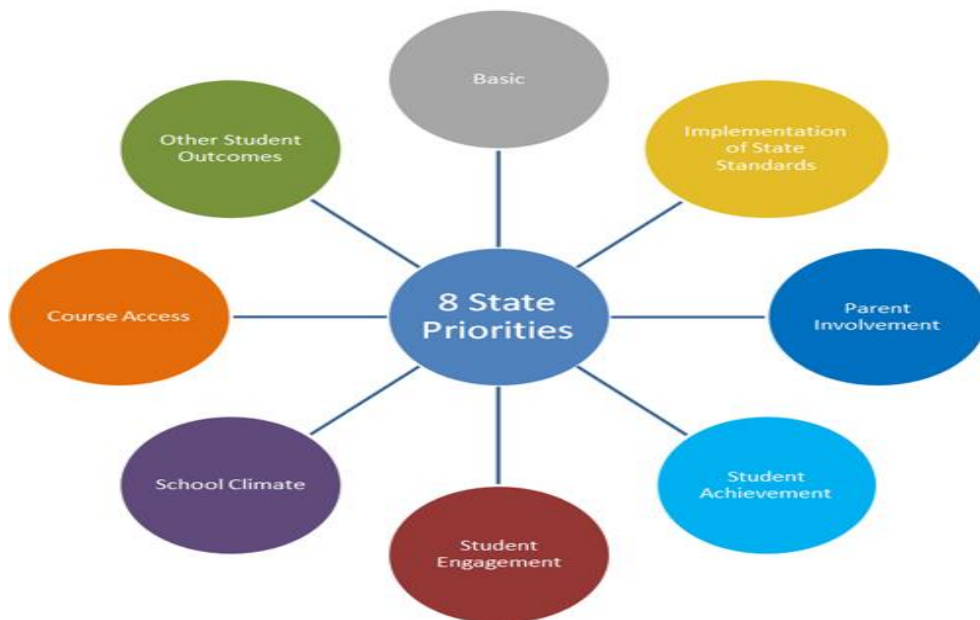 Basic
Implementation
of State
Standards
Parent
Involvement
Student
Achievement
Student
Engagement
School Climate
Course Access
Other Student
Outcomes
8 State
Priorities